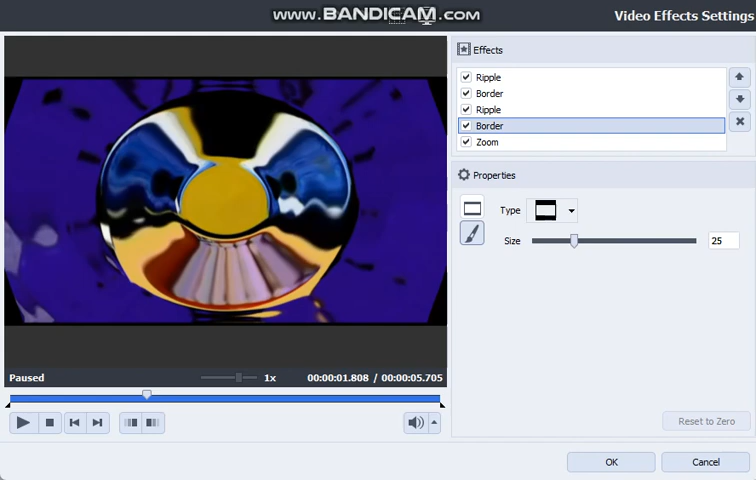 www.BANDICAM.com
Video Effects Settings
Effects
Ripple
Border
Ripple
Border
Zoom
Properties
Type
Size
25
Paused
1x
00:00:01.808 / 00:00:05.705
Reset to Zero
OK
Cancel